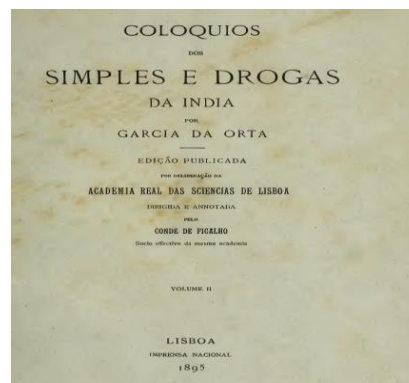 COLOQUIOS
DOS
SIMPLES E DROGAS
DA INDIA
POR
GARCIA DA ORTA
EDIÇÃO PUBLICADA
POR DELIBERAÇÃO DA
ACADEMIA REAL DAS SCIENCIAS DE LISBOA
DIRIGIDA E ANNOTADA
PELO
CONDE DE FICALHO
Socio effectivo da mesma academia
VOLUME II
LISBOA
IMPRENSA NACIONAL
1895